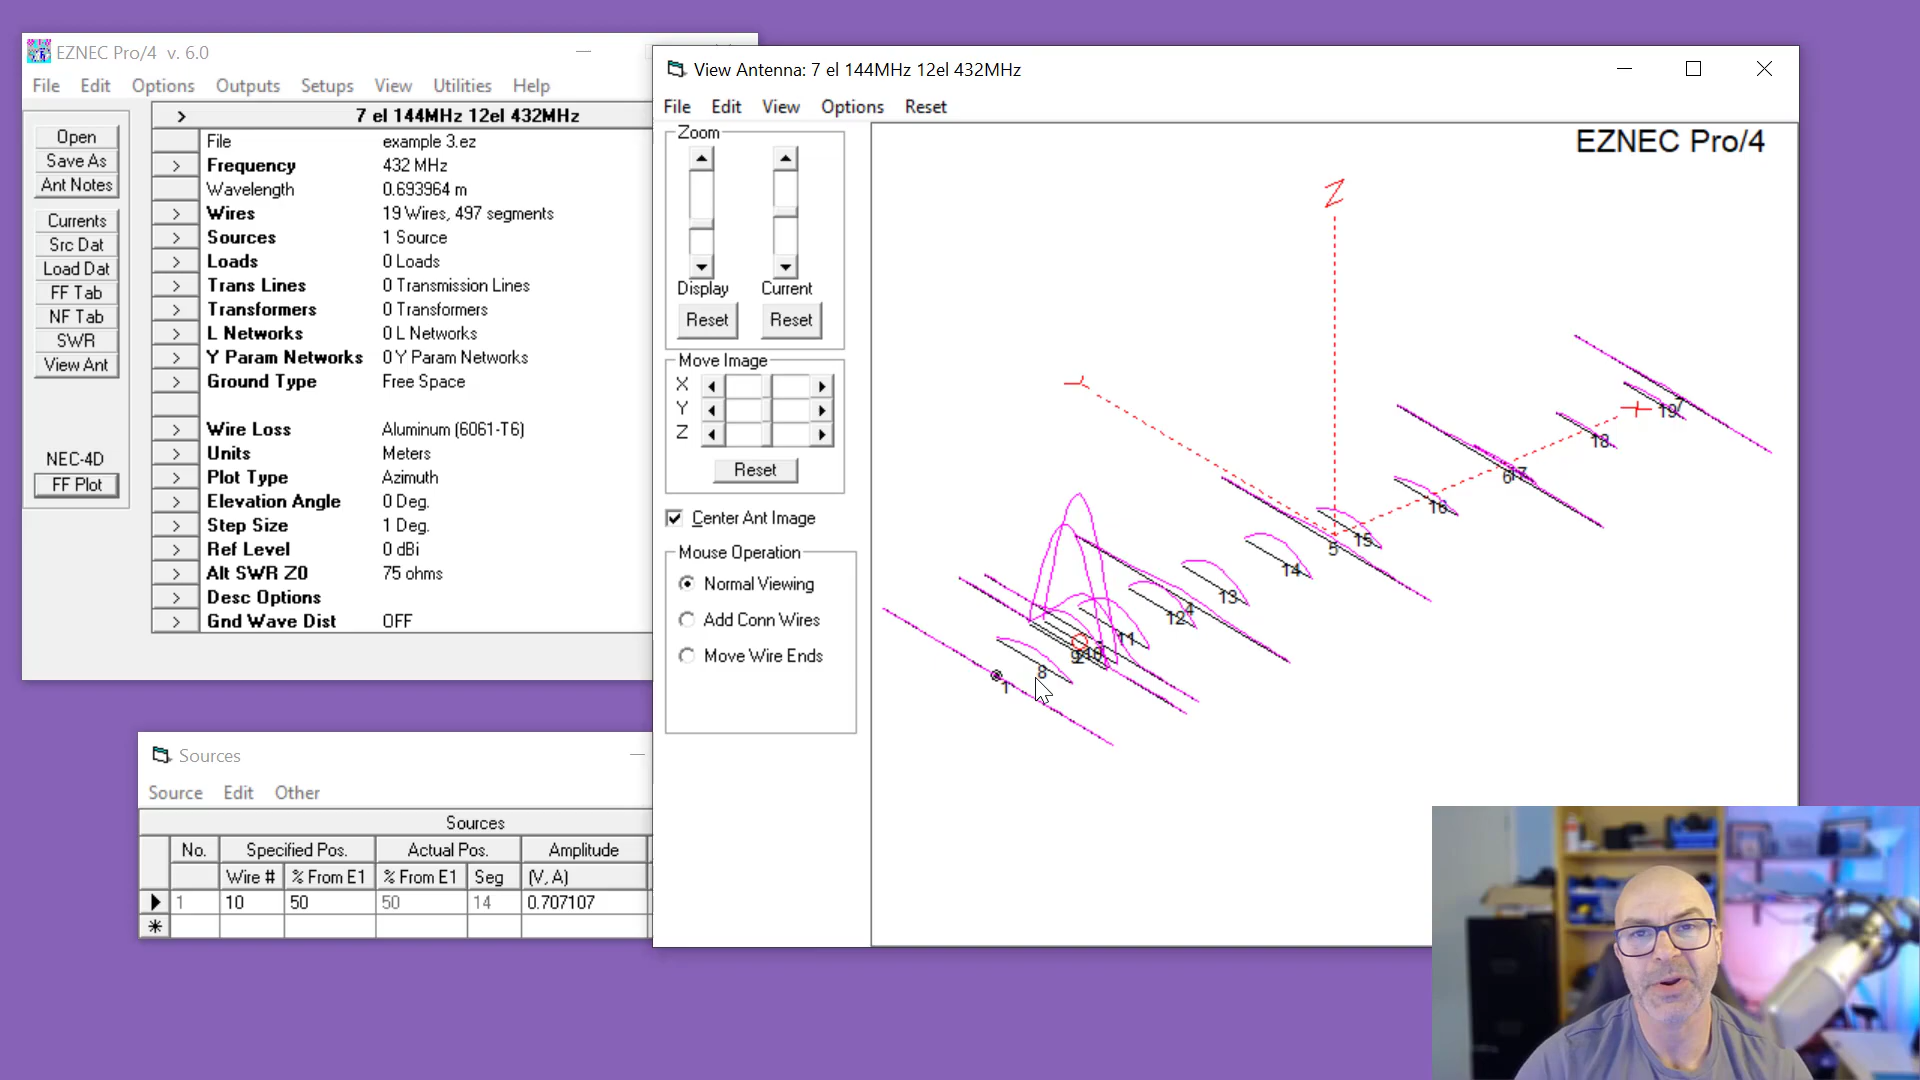 EZNEC Pro/4 v. 6.0
File Edit Options Outputs Setups View Utilities Help
Open
Save As
Ant Notes
Currents
Src Dat
Load Dat
FF Tab
NF Tab
SWR
View Ant
NEC-4D
FF Plot
> 7 el 144MHz 12el 432MHz
File example 3.ez
> Frequency 432 MHz
Wavelength 0.693964 m
> Wires 19 Wires, 497 segments
> Sources 1 Source
> Loads 0 Loads
> Trans Lines 0 Transmission Lines
> Transformers 0 Transformers
> L Networks 0 L Networks
> Y Param Networks 0 Y Param Networks
> Ground Type Free Space
> Wire Loss Aluminum (6061-T6)
> Units Meters
> Plot Type Azimuth
> Elevation Angle 0 Deg.
> Step Size 1 Deg.
> Ref Level 0 dBi
> Alt SWR Z0 75 ohms
> Desc Options
> Gnd Wave Dist OFF
Sources
Source Edit Other
Sources
No. Specified Pos. Actual Pos. Amplitude
Wire # % From E1 % From E1 Seg (V, A)
1 10 50 50 14 0.707107
*
View Antenna: 7 el 144MHz 12el 432MHz
File Edit View Options Reset
Zoom
Display Current
Reset Reset
Move Image
X
Y
Z
Reset
Center Ant Image
Mouse Operation
Normal Viewing
Add Conn Wires
Move Wire Ends
EZNEC Pro/4
Z
Y
X
19
7
18
6
17
16
15
5
14
13
12
4
11
10
9
2
8
1